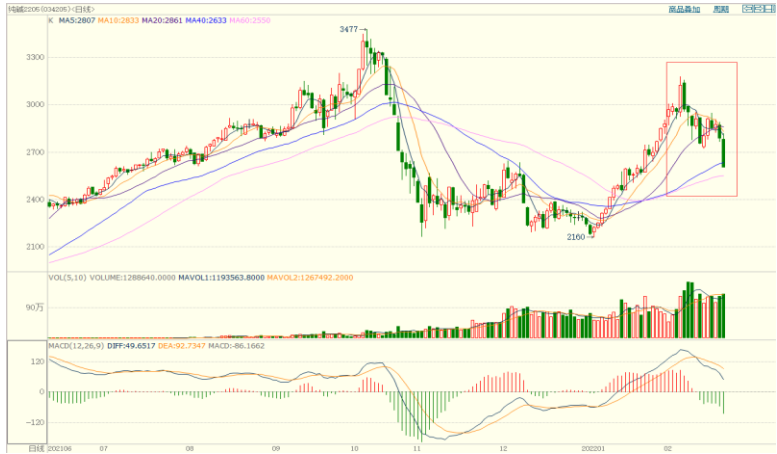 纯碱2205(034205)<日线>
商品叠加 周期
K MA5:2807 MA10:2833 MA20:2861 MA40:2633 MA60:2550
3477
3300
3000
2700
2400
2160
2100
VOL(5,10) VOLUME:1288640.0000 MAVOL1:1193563.8000 MAVOL2:1267492.2000
90万
MACD(12,26,9) DIFF:49.6517 DEA:92.7347 MACD:-86.1662
120
0
-120
日线 202106 07 08 09 10 11 12 202201 02